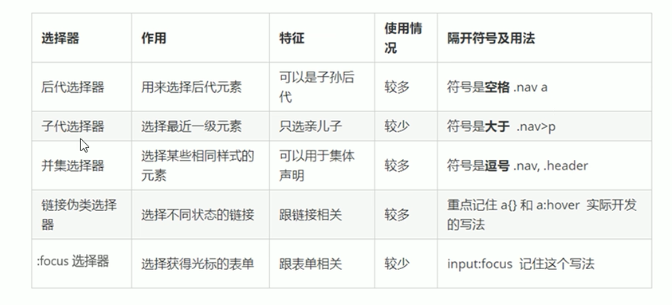 选择器 作用 特征 使用情况 隔开符号及用法
后代选择器 用来选择后代元素 可以是子孙后代 较多 符号是空格 .nav a
子代选择器 选择最近一级元素 只选亲儿子 较少 符号是大于 .nav>p
并集选择器 选择某些相同样式的元素 可以用于集体声明 较多 符号是逗号 .nav, .header
链接伪类选择器 选择不同状态的链接 跟链接相关 较多 重点记住 a{} 和 a:hover 实际开发的写法
:focus 选择器 选择获得光标的表单 跟表单相关 较少 input:focus 记住这个写法